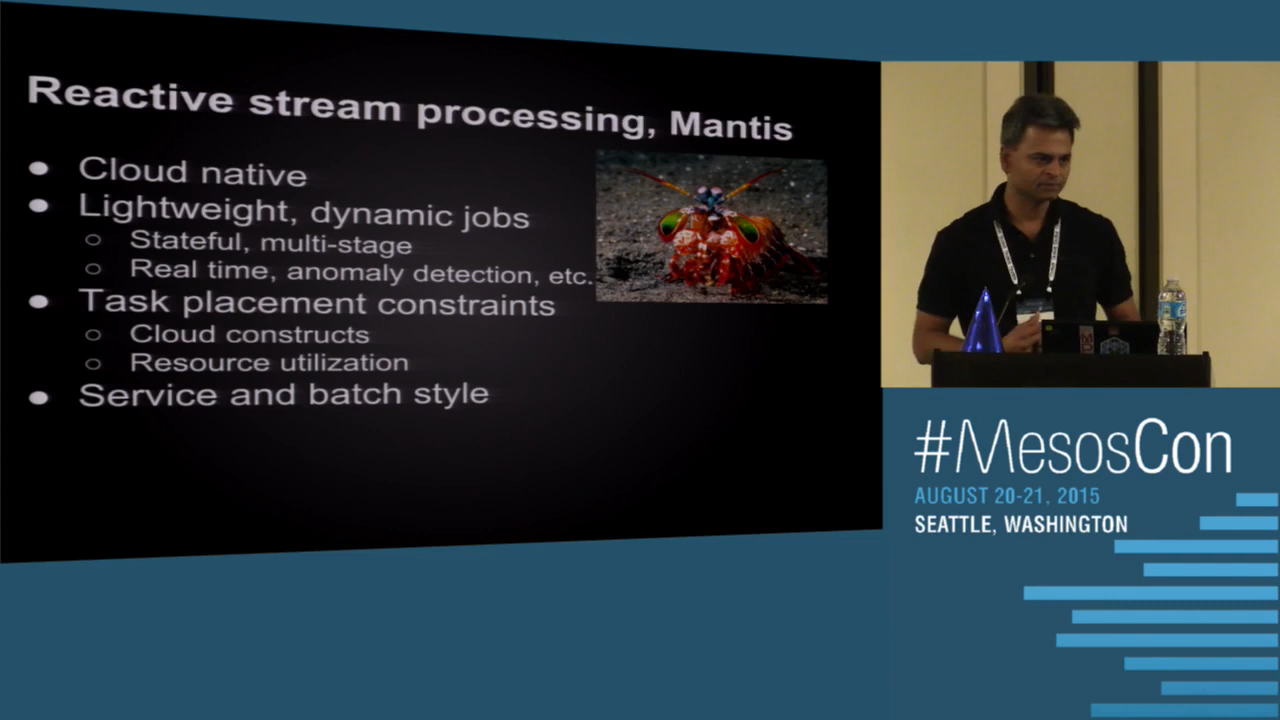 Reactive stream processing, Mantis
● Cloud native
● Lightweight, dynamic jobs
○ Stateful, multi-stage
○ Real time, anomaly detection, etc.
● Task placement constraints
○ Cloud constructs
○ Resource utilization
● Service and batch style
#MesosCon
AUGUST 20-21, 2015
SEATTLE, WASHINGTON